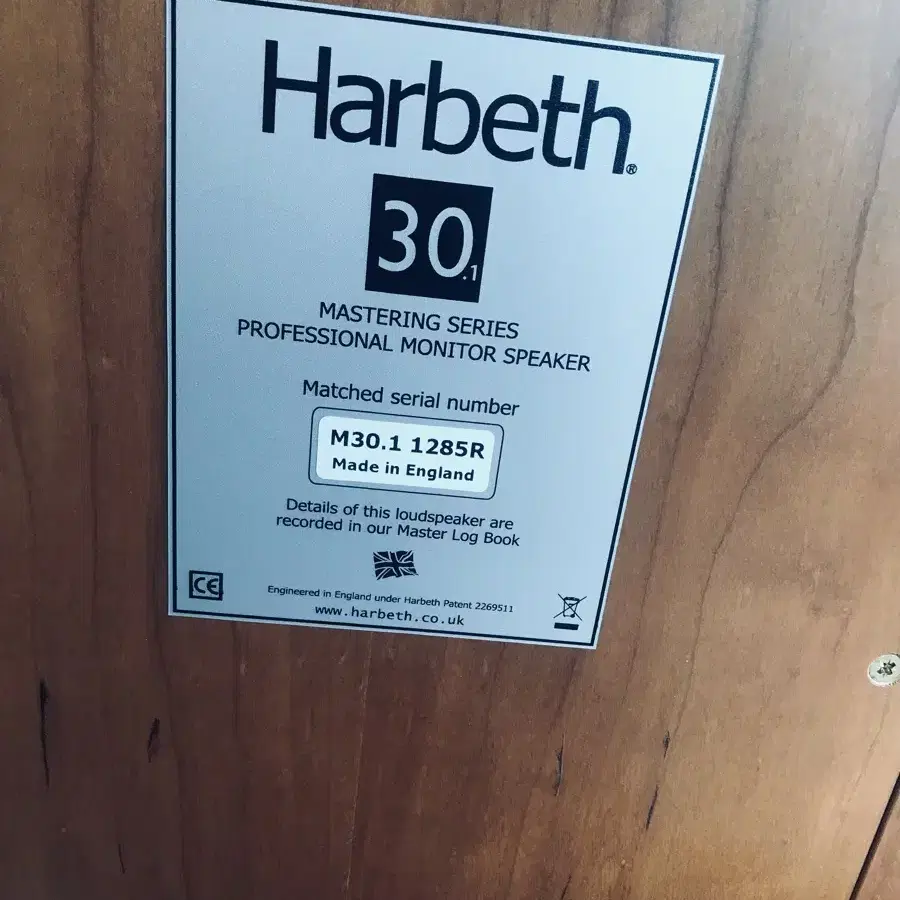 Harbeth®
30.1
MASTERING SERIES
PROFESSIONAL MONITOR SPEAKER
Matched serial number
M30.1 1285R
Made in England
Details of this loudspeaker are
recorded in our Master Log Book
CE
Engineered in England under Harbeth Patent 2269511
www.harbeth.co.uk